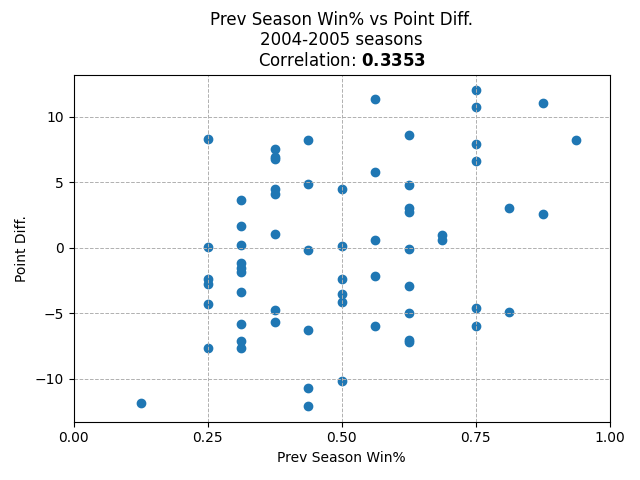 Prev Season Win% vs Point Diff.
2004-2005 seasons
Correlation: 0.3353
10
5
0
−5
−10
Point Diff.
0.00 0.25 0.50 0.75 1.00
Prev Season Win%